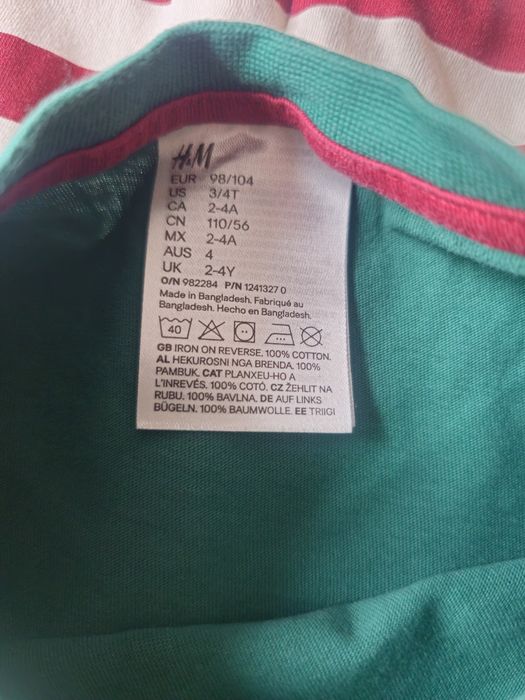 H&M
EUR 98/104
US 3/4T
CA 2-4A
CN 110/56
MX 2-4A
AUS 4
UK 2-4Y
O/N 982284 P/N 1241327 0
Made in Bangladesh. Fabriqué au
Bangladesh. Hecho en Bangladesh.
40
GB IRON ON REVERSE. 100% COTTON.
AL HEKUROSNI NGA BRENDA. 100%
PAMBUK. CAT PLANXEU-HO A
L'INREVÉS. 100% COTÓ. CZ ŽEHLIT NA
RUBU. 100% BAVLNA. DE AUF LINKS
BÜGELN. 100% BAUMWOLLE. EE TRIIGI